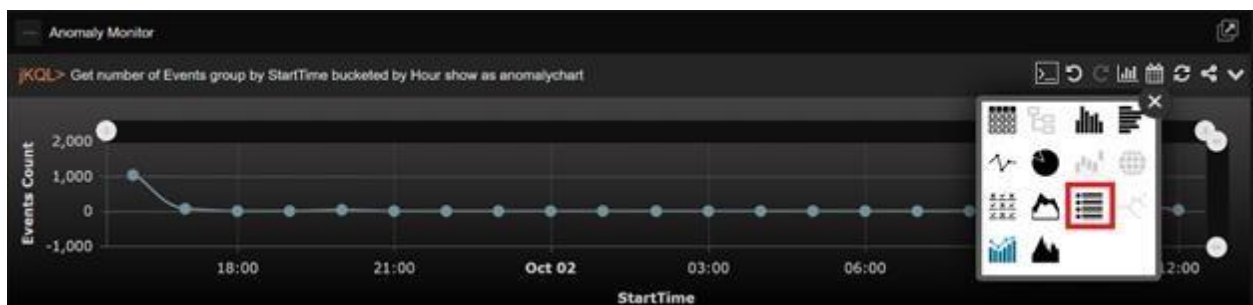 Anomaly Monitor
jKQL> Get number of Events group by StartTime bucketed by Hour show as anomalychart
Events Count
2,000
1,000
0
-1,000
18:00 21:00 Oct 02 03:00 06:00 12:00
StartTime